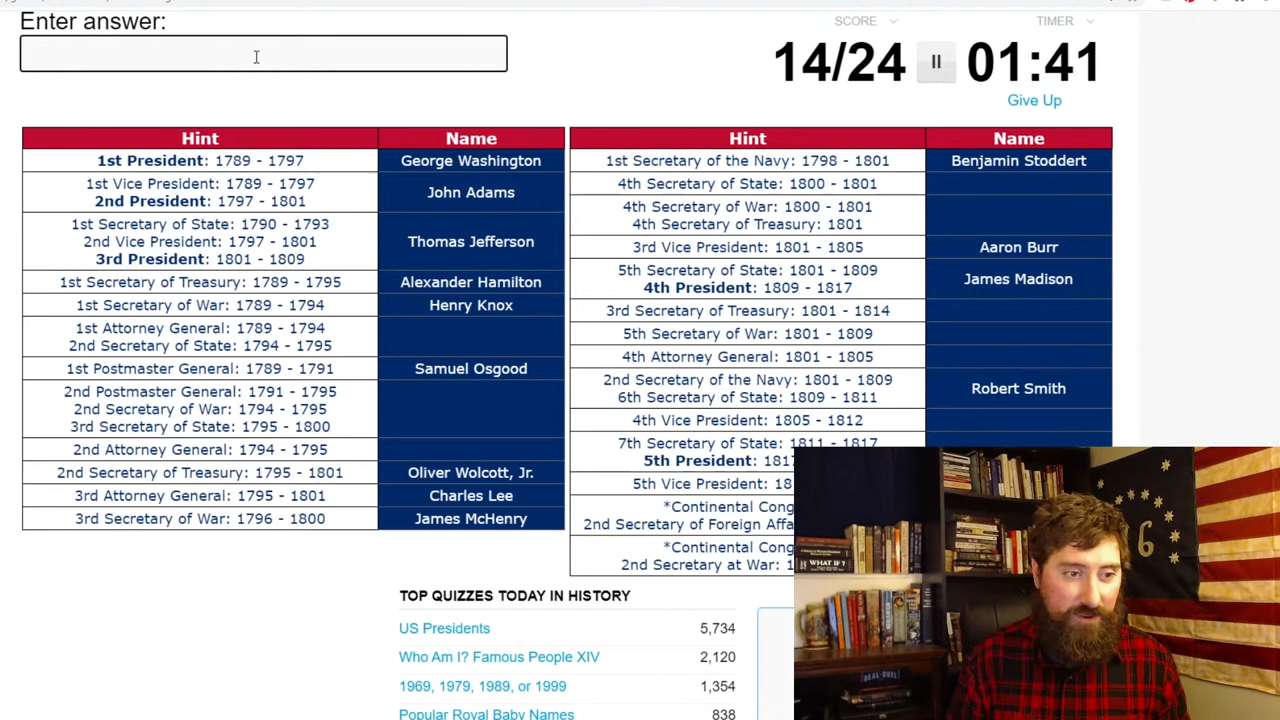 Enter answer:
SCORE
TIMER
14/24
01:41
Give Up
Hint Name
1st President: 1789 - 1797 George Washington
1st Vice President: 1789 - 1797
2nd President: 1797 - 1801
John Adams
1st Secretary of State: 1790 - 1793
2nd Vice President: 1797 - 1801
3rd President: 1801 - 1809
Thomas Jefferson
1st Secretary of Treasury: 1789 - 1795 Alexander Hamilton
1st Secretary of War: 1789 - 1794 Henry Knox
1st Attorney General: 1789 - 1794
2nd Secretary of State: 1794 - 1795
1st Postmaster General: 1789 - 1791 Samuel Osgood
2nd Postmaster General: 1791 - 1795
2nd Secretary of War: 1794 - 1795
3rd Secretary of State: 1795 - 1800
2nd Attorney General: 1794 - 1795
2nd Secretary of Treasury: 1795 - 1801 Oliver Wolcott, Jr.
3rd Attorney General: 1795 - 1801 Charles Lee
3rd Secretary of War: 1796 - 1800 James McHenry
Hint Name
1st Secretary of the Navy: 1798 - 1801 Benjamin Stoddert
4th Secretary of State: 1800 - 1801
4th Secretary of War: 1800 - 1801
4th Secretary of Treasury: 1801
3rd Vice President: 1801 - 1805 Aaron Burr
5th Secretary of State: 1801 - 1809
4th President: 1809 - 1817
James Madison
3rd Secretary of Treasury: 1801 - 1814
5th Secretary of War: 1801 - 1809
4th Attorney General: 1801 - 1805
2nd Secretary of the Navy: 1801 - 1809
6th Secretary of State: 1809 - 1811
Robert Smith
4th Vice President: 1805 - 1812
7th Secretary of State: 1811 - 1817
5th President: 181
5th Vice President: 18
*Continental Cong
2nd Secretary of Foreign Affa
*Continental Cong
2nd Secretary at War: 1
TOP QUIZZES TODAY IN HISTORY
US Presidents 5,734
Who Am I? Famous People XIV 2,120
1969, 1979, 1989, or 1999 1,354
Popular Royal Baby Names 838
WHAT IF?
6